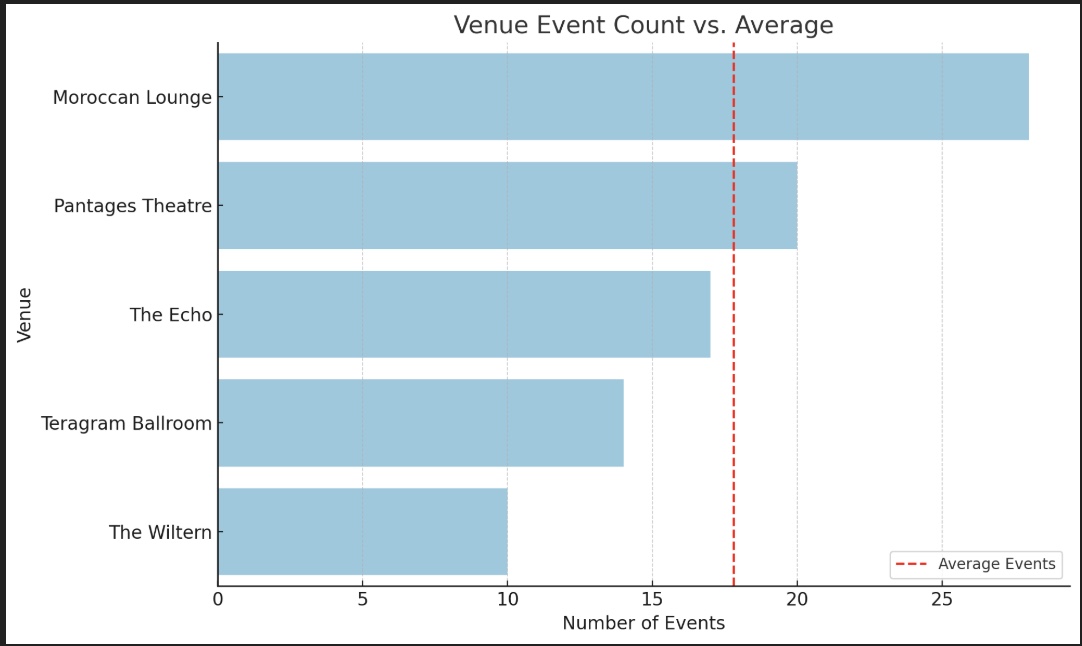 Venue Event Count vs. Average
Venue
Moroccan Lounge
Pantages Theatre
The Echo
Teragram Ballroom
The Wiltern
Average Events
0 5 10 15 20 25
Number of Events